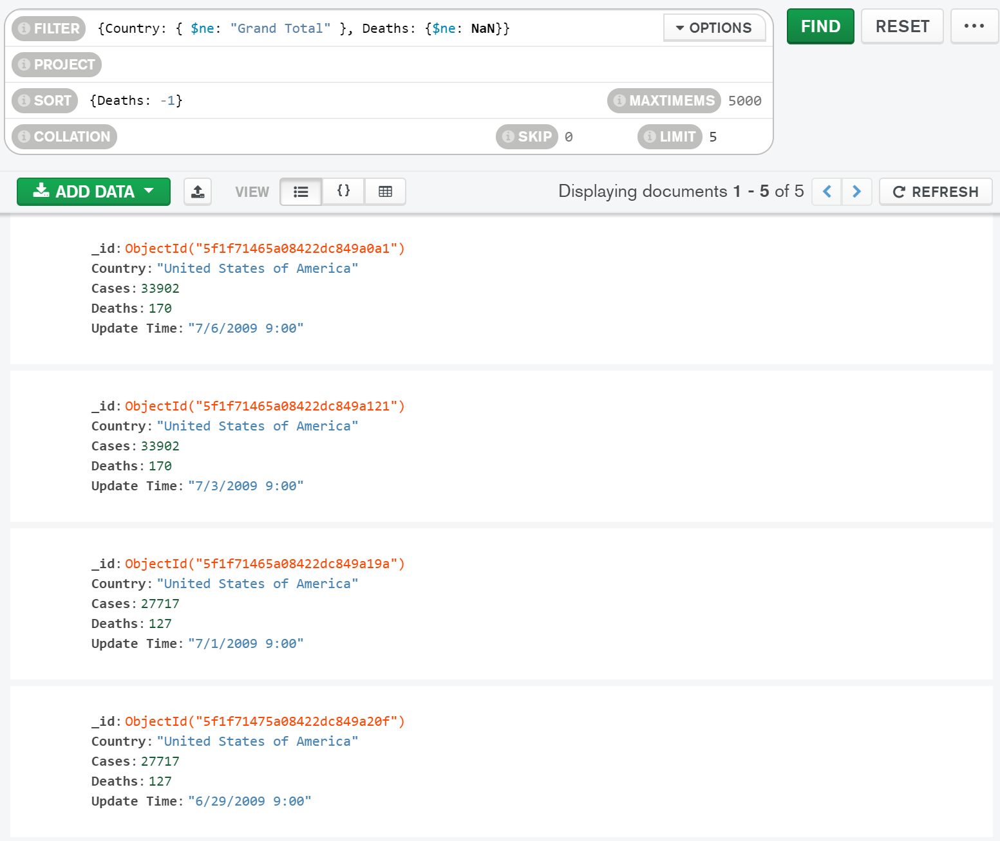 FILTER {Country: { $ne: "Grand Total" }, Deaths: {$ne: NaN}} OPTIONS FIND RESET
PROJECT
SORT {Deaths: -1} MAXTIMEMS 5000
COLLATION SKIP 0 LIMIT 5
ADD DATA VIEW {} Displaying documents 1 - 5 of 5 REFRESH
_id: ObjectId("5f1f71465a08422dc849a0a1")
Country: "United States of America"
Cases: 33902
Deaths: 170
Update Time: "7/6/2009 9:00"
_id: ObjectId("5f1f71465a08422dc849a121")
Country: "United States of America"
Cases: 33902
Deaths: 170
Update Time: "7/3/2009 9:00"
_id: ObjectId("5f1f71465a08422dc849a19a")
Country: "United States of America"
Cases: 27717
Deaths: 127
Update Time: "7/1/2009 9:00"
_id: ObjectId("5f1f71475a08422dc849a20f")
Country: "United States of America"
Cases: 27717
Deaths: 127
Update Time: "6/29/2009 9:00"